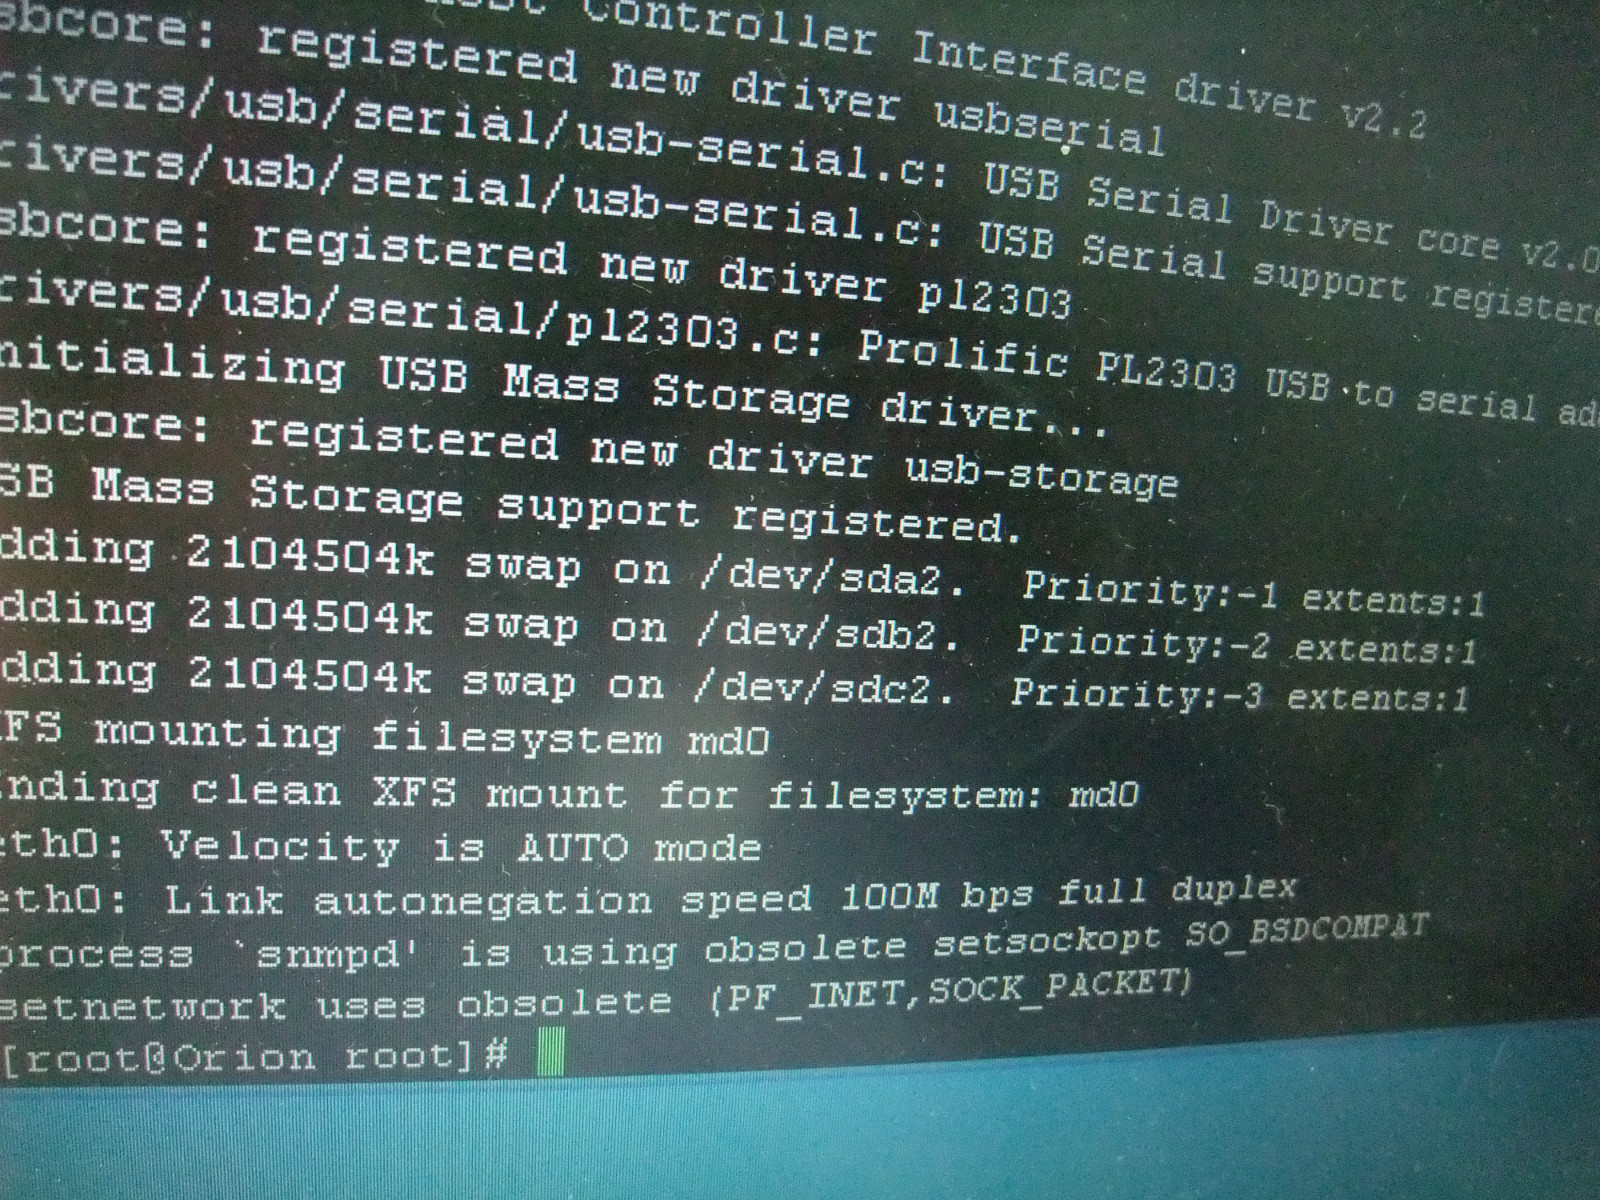 Controller Interface driver v2.2
sbcore: registered new driver usbserial
rivers/usb/serial/usb-serial.c: USB Serial Driver core v2.0
rivers/usb/serial/usb-serial.c: USB Serial support registere
sbcore: registered new driver pl2303
rivers/usb/serial/pl2303.c: Prolific PL2303 USB to serial ad
nitializing USB Mass Storage driver...
sbcore: registered new driver usb-storage
SB Mass Storage support registered.
dding 2104504k swap on /dev/sda2.  Priority:-1 extents:1
dding 2104504k swap on /dev/sdb2.  Priority:-2 extents:1
dding 2104504k swap on /dev/sdc2.  Priority:-3 extents:1
FS mounting filesystem md0
nding clean XFS mount for filesystem: md0
eth0: Velocity is AUTO mode
eth0: Link autonegation speed 100M bps full duplex
process `snmpd' is using obsolete setsockopt SO_BSDCOMPAT
setnetwork uses obsolete (PF_INET,SOCK_PACKET)
[root@Orion root]#